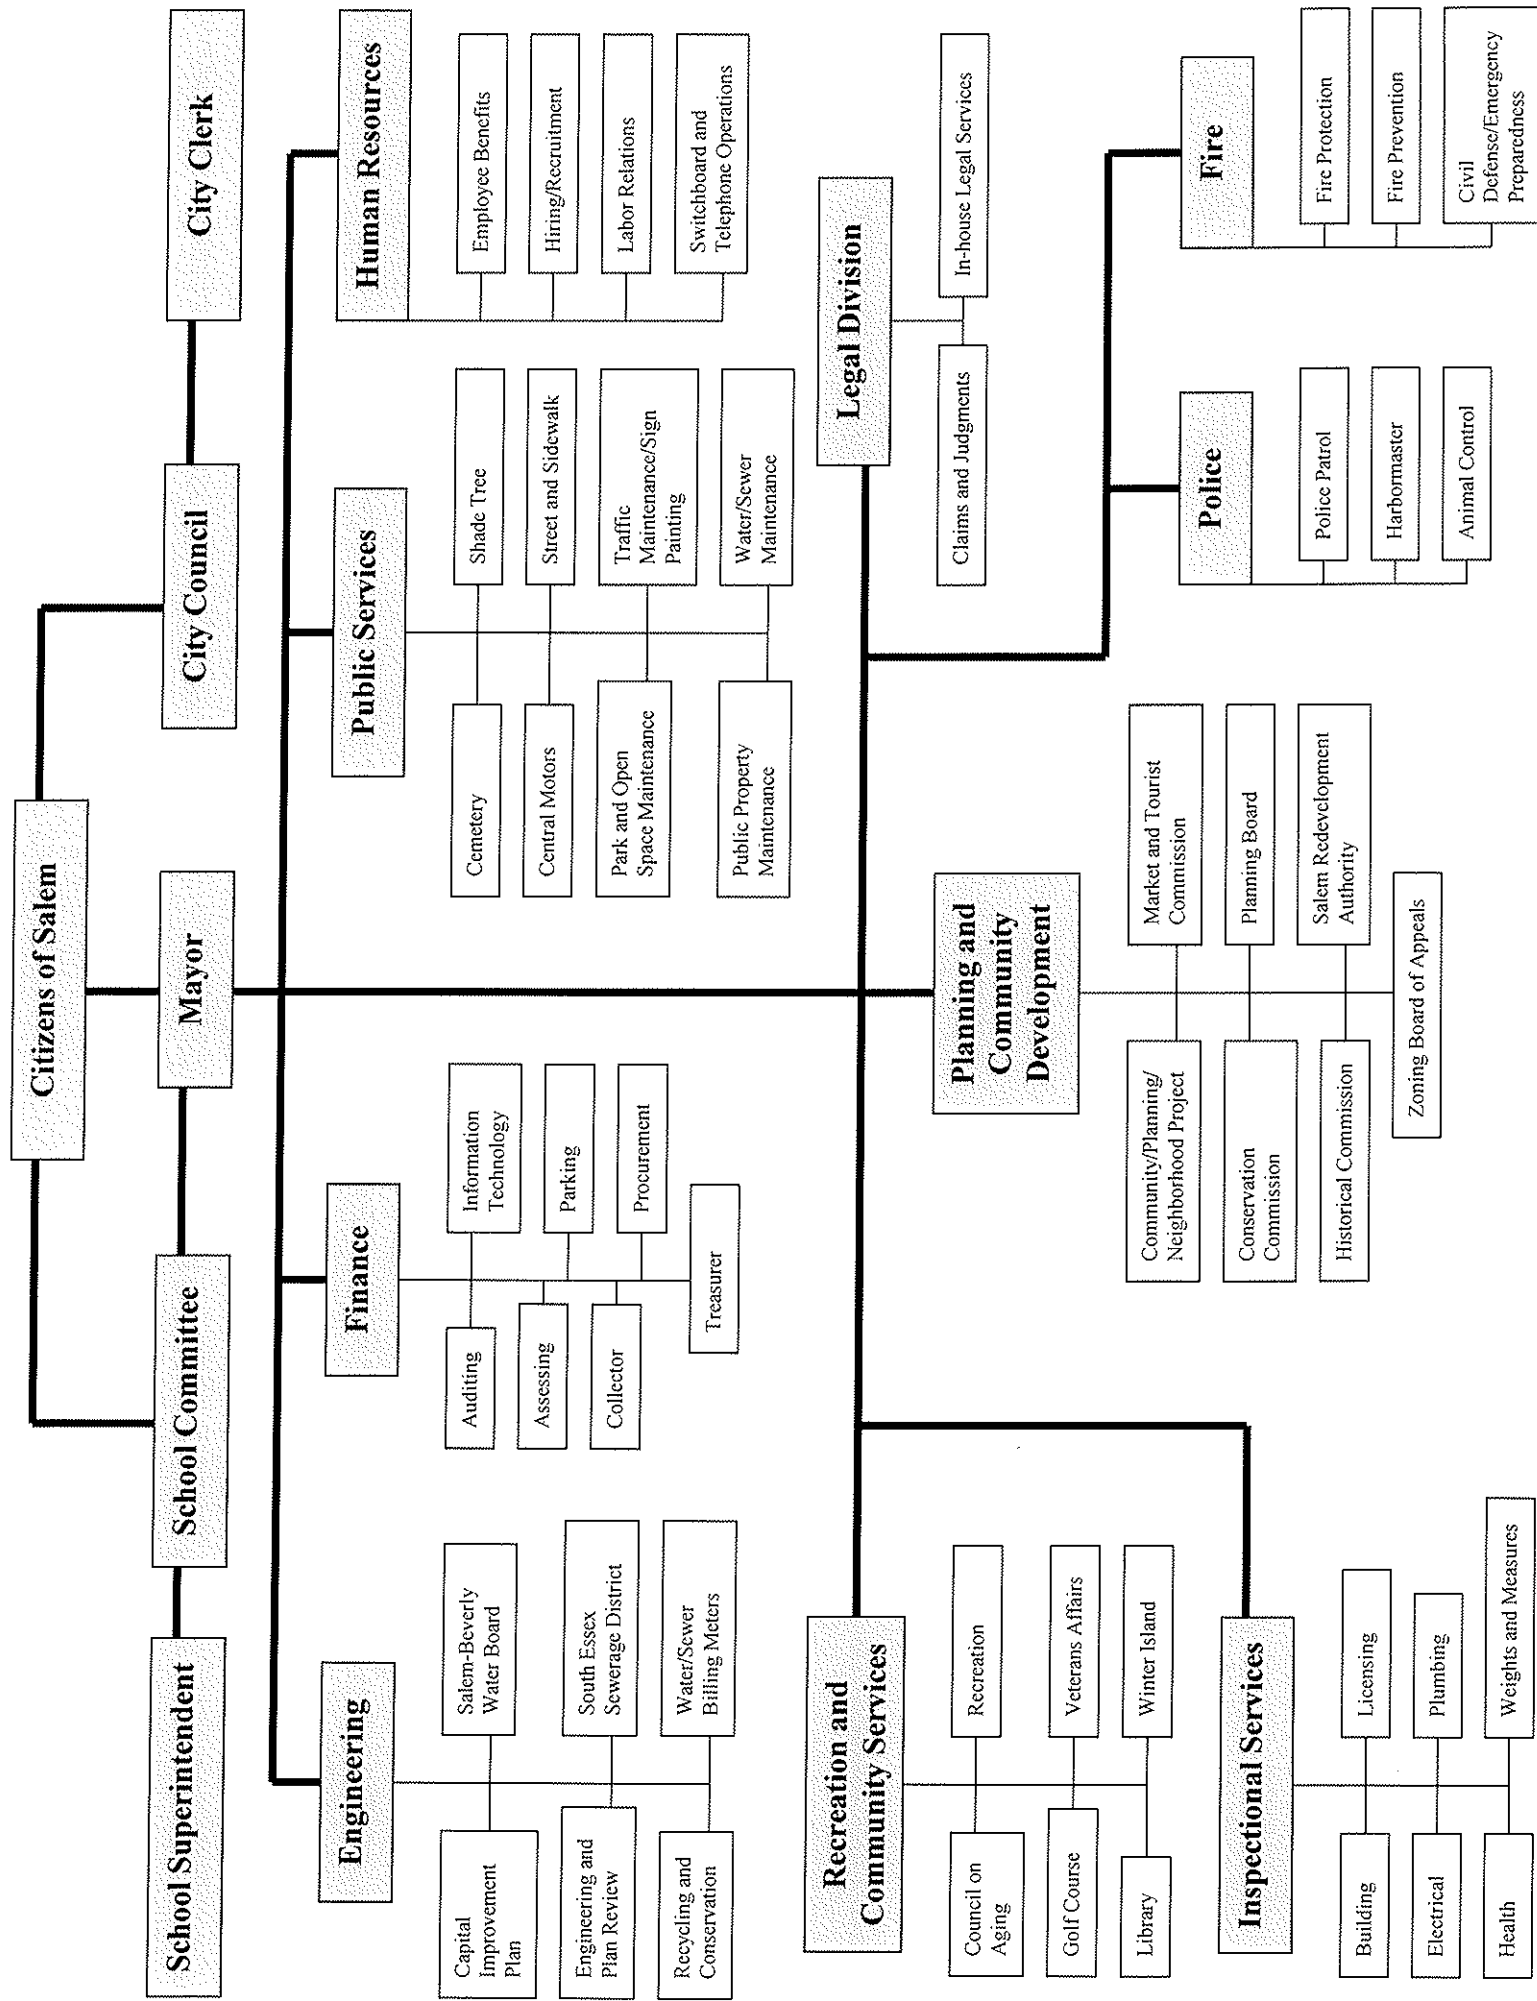 Citizens of Salem
School Superintendent
School Committee
Mayor
City Council
City Clerk
Engineering
Capital
Improvement
Plan
Salem-Beverly
Water Board
Engineering and
Plan Review
South Essex
Sewerage District
Recycling and
Conservation
Water/Sewer
Billing Meters
Finance
Auditing
Information
Technology
Assessing
Parking
Collector
Procurement
Treasurer
Public Services
Cemetery
Shade Tree
Central Motors
Street and Sidewalk
Park and Open
Space Maintenance
Traffic
Maintenance/Sign
Painting
Public Property
Maintenance
Water/Sewer
Maintenance
Human Resources
Employee Benefits
Hiring/Recruitment
Labor Relations
Switchboard and
Telephone Operations
Recreation and
Community Services
Council on
Aging
Recreation
Golf Course
Veterans Affairs
Library
Winter Island
Inspectional Services
Building
Licensing
Electrical
Plumbing
Health
Weights and Measures
Planning and
Community
Development
Community/Planning/
Neighborhood Project
Market and Tourist
Commission
Conservation
Commission
Planning Board
Historical Commission
Salem Redevelopment
Authority
Zoning Board of Appeals
Legal Division
Claims and Judgments
In-house Legal Services
Police
Police Patrol
Harbormaster
Animal Control
Fire
Fire Protection
Fire Prevention
Civil
Defense/Emergency
Preparedness